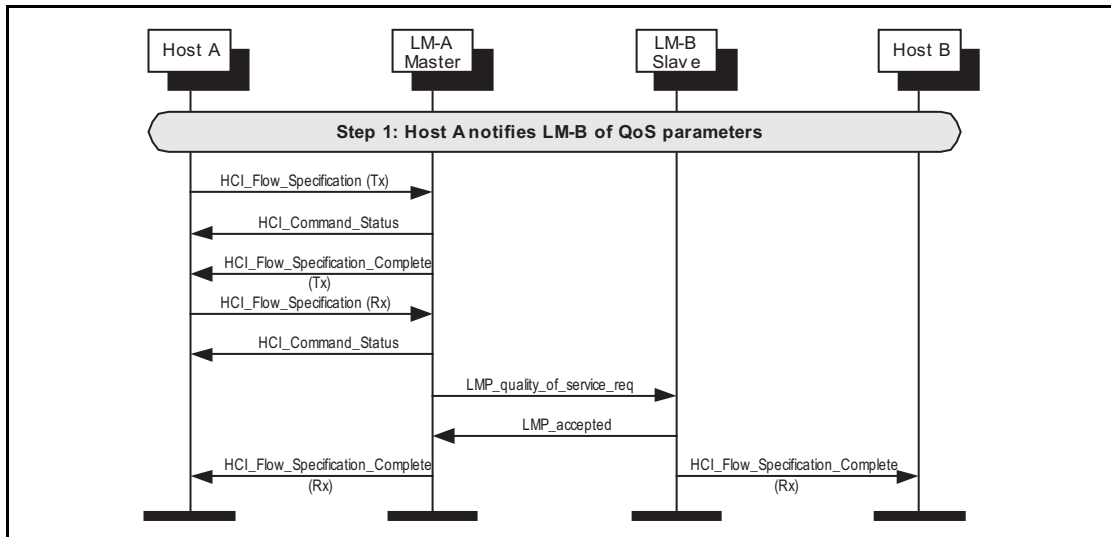 Host A
LM-A
Master
LM-B
Slave
Host B
Step 1: Host A notifies LM-B of QoS parameters
HCI_Flow_Specification (Tx)
HCI_Command_Status
HCI_Flow_Specification_Complete
(Tx)
HCI_Flow_Specification (Rx)
HCI_Command_Status
LMP_quality_of_service_req
LMP_accepted
HCI_Flow_Specification_Complete
(Rx)
HCI_Flow_Specification_Complete
(Rx)